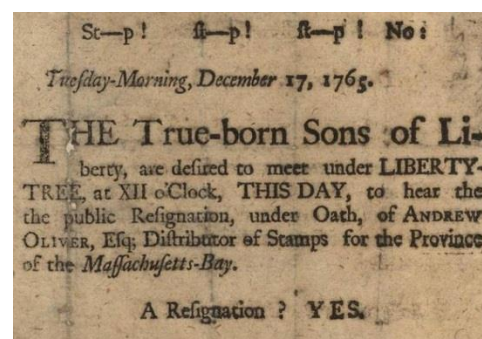 St—p! ſt—p! ſt—p! No:
Tueſday-Morning, December 17, 1765.
THE True-born Sons of Li-
berty, are deſired to meet under LIBERTY-
TREE, at XII o'Clock, THIS DAY, to hear the
the public Reſignation, under Oath, of ANDREW
OLIVER, Eſq; Diſtributor of Stamps for the Province
of the Maſſachuſetts-Bay.
A Reſignation? YES.